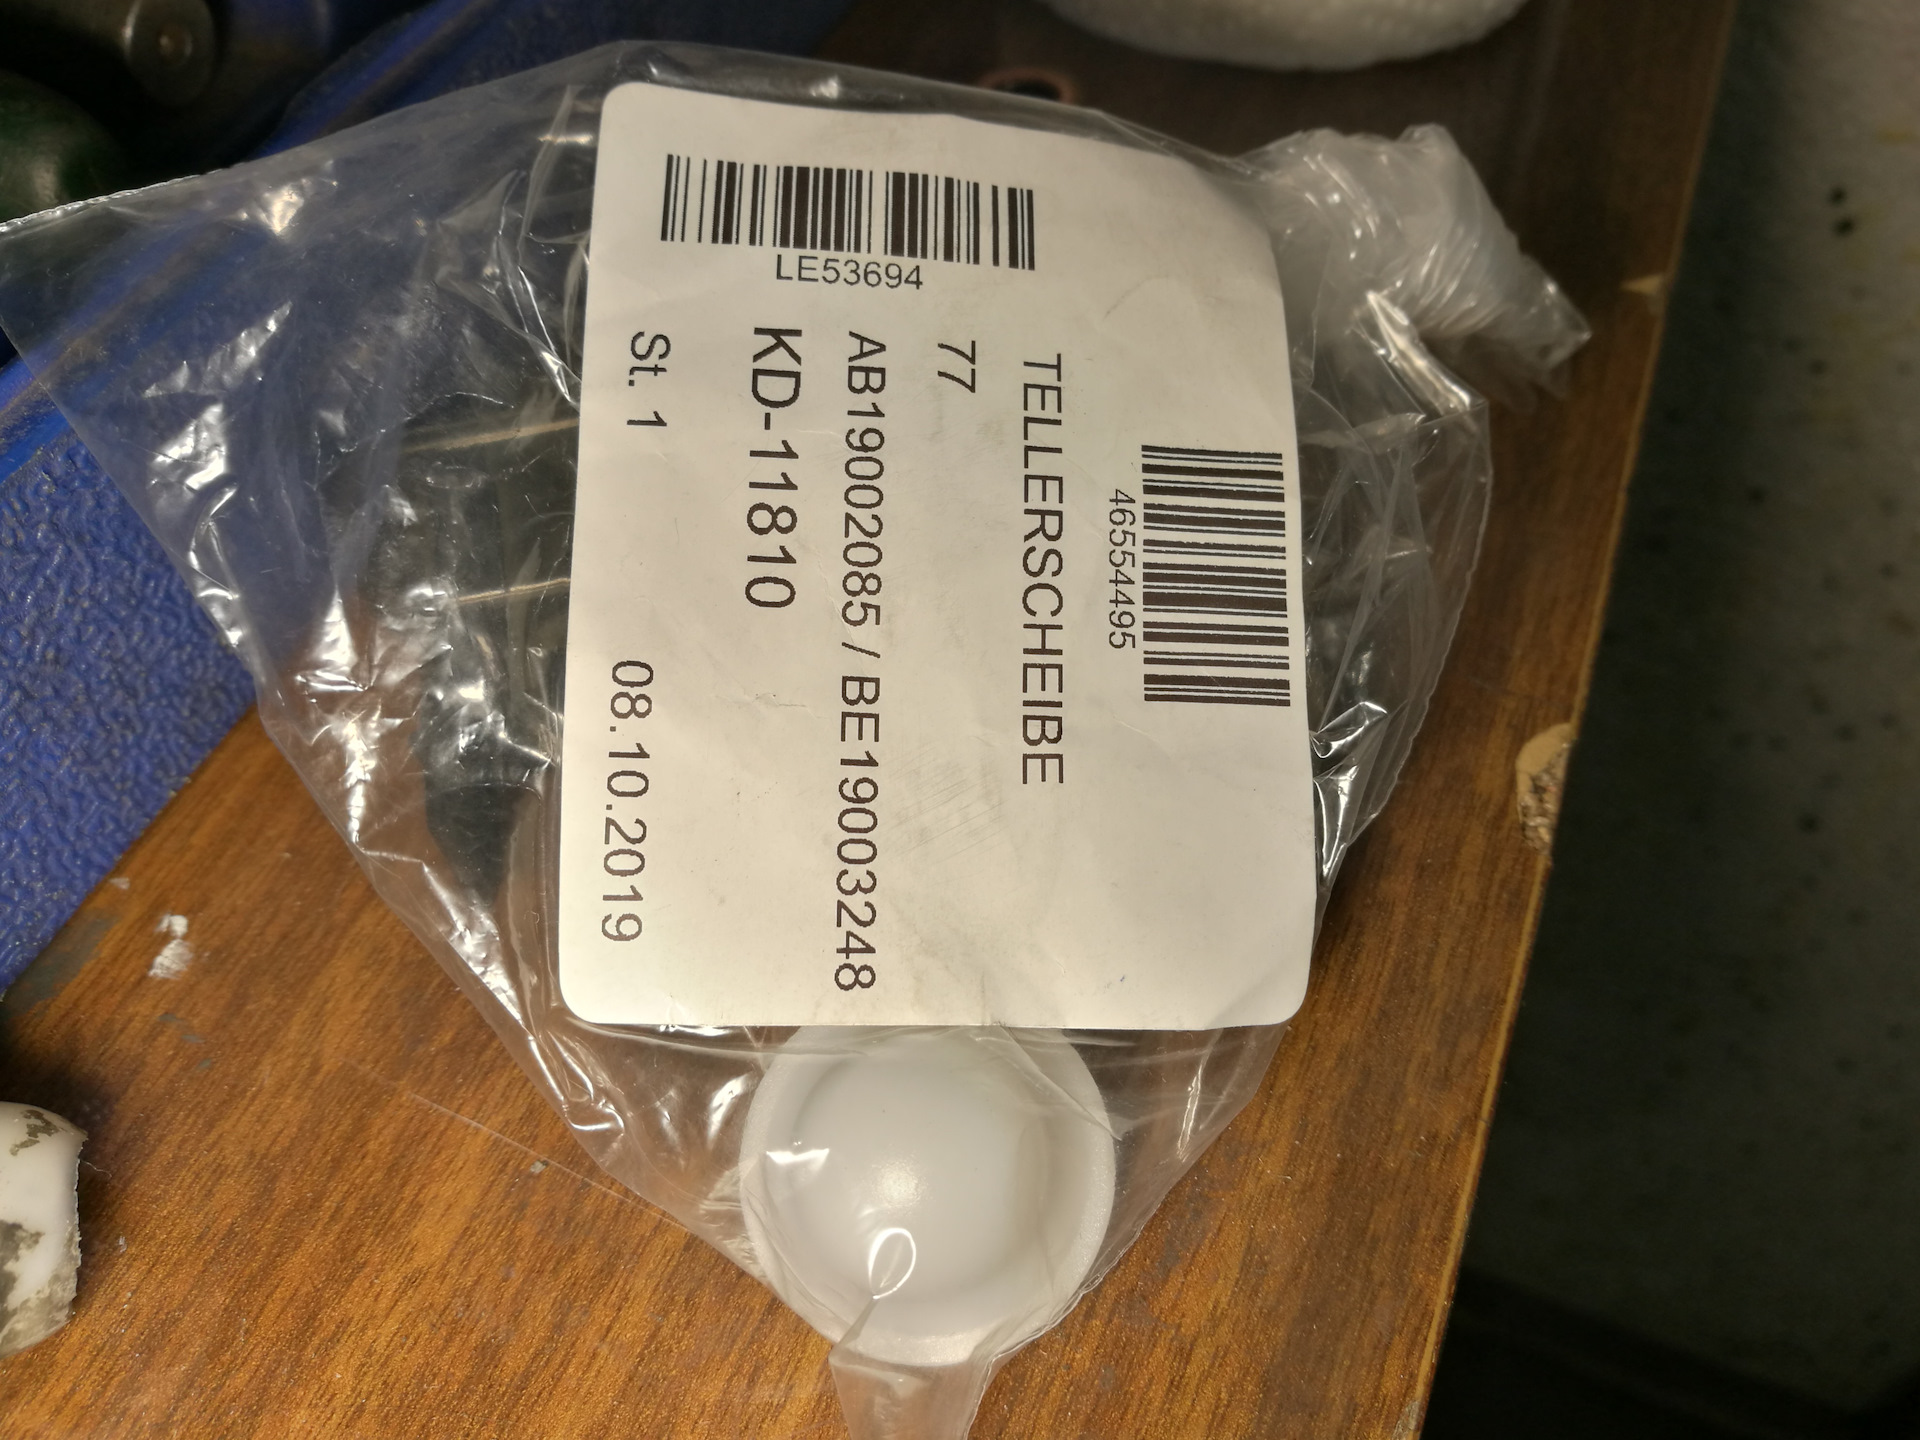 46554495
TELLERSCHEIBE
77
AB19002085 / BE19003248
KD-11810
St. 1 08.10.2019
LE53694